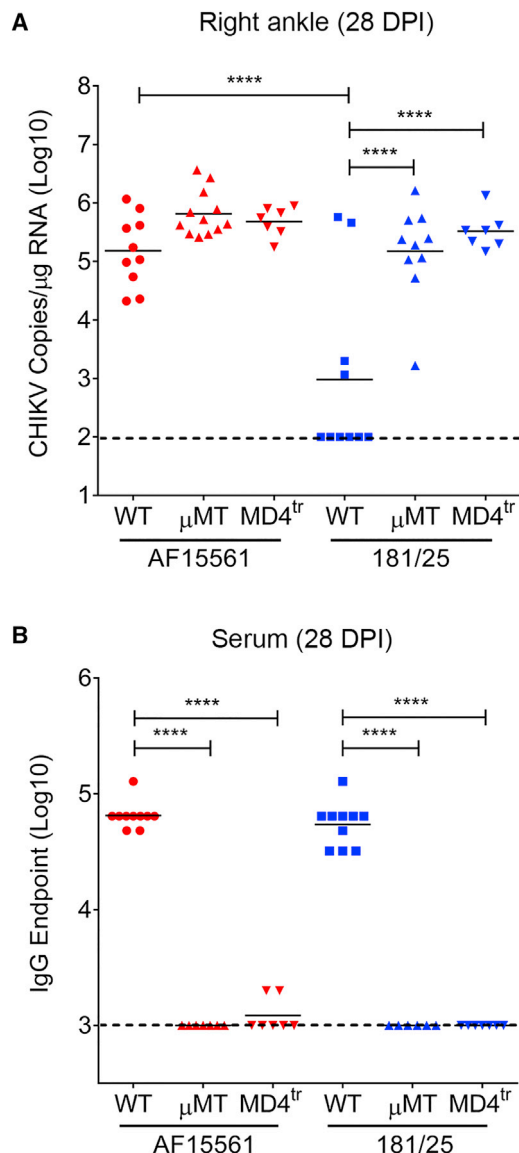 A
Right ankle (28 DPI)
CHIKV Copies/μg RNA (Log10)
8
7
6
5
4
3
2
1
****
****
****
WT μMT MD4tr WT μMT MD4tr
AF15561 181/25
B
Serum (28 DPI)
IgG Endpoint (Log10)
6
5
4
3
**** ****
**** ****
WT μMT MD4tr WT μMT MD4tr
AF15561 181/25